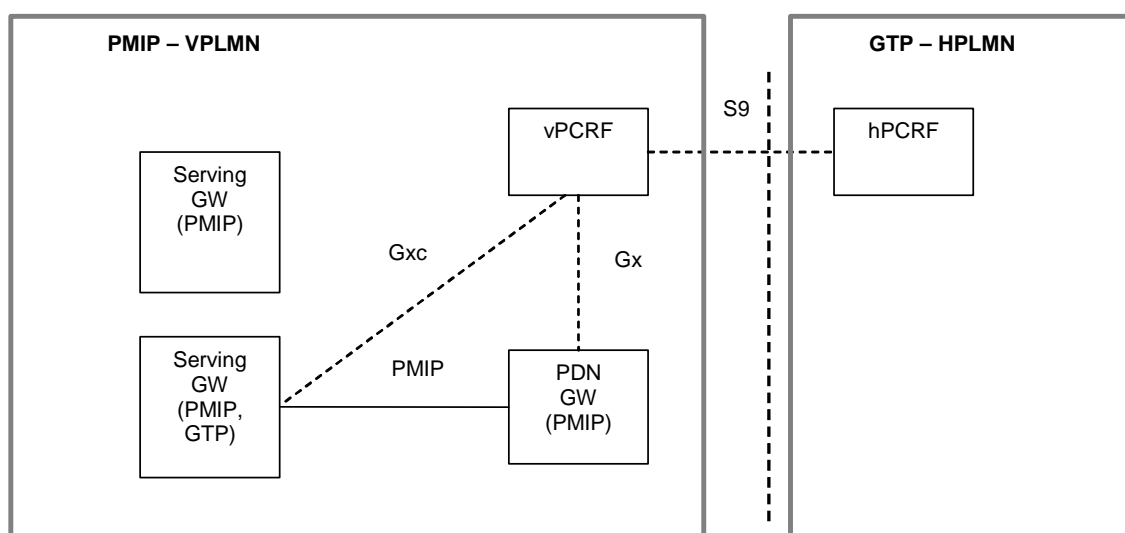 PMIP – VPLMN
GTP – HPLMN
S9
vPCRF
hPCRF
Serving
GW
(PMIP)
Gxc
Gx
Serving
GW
(PMIP,
GTP)
PMIP
PDN
GW
(PMIP)